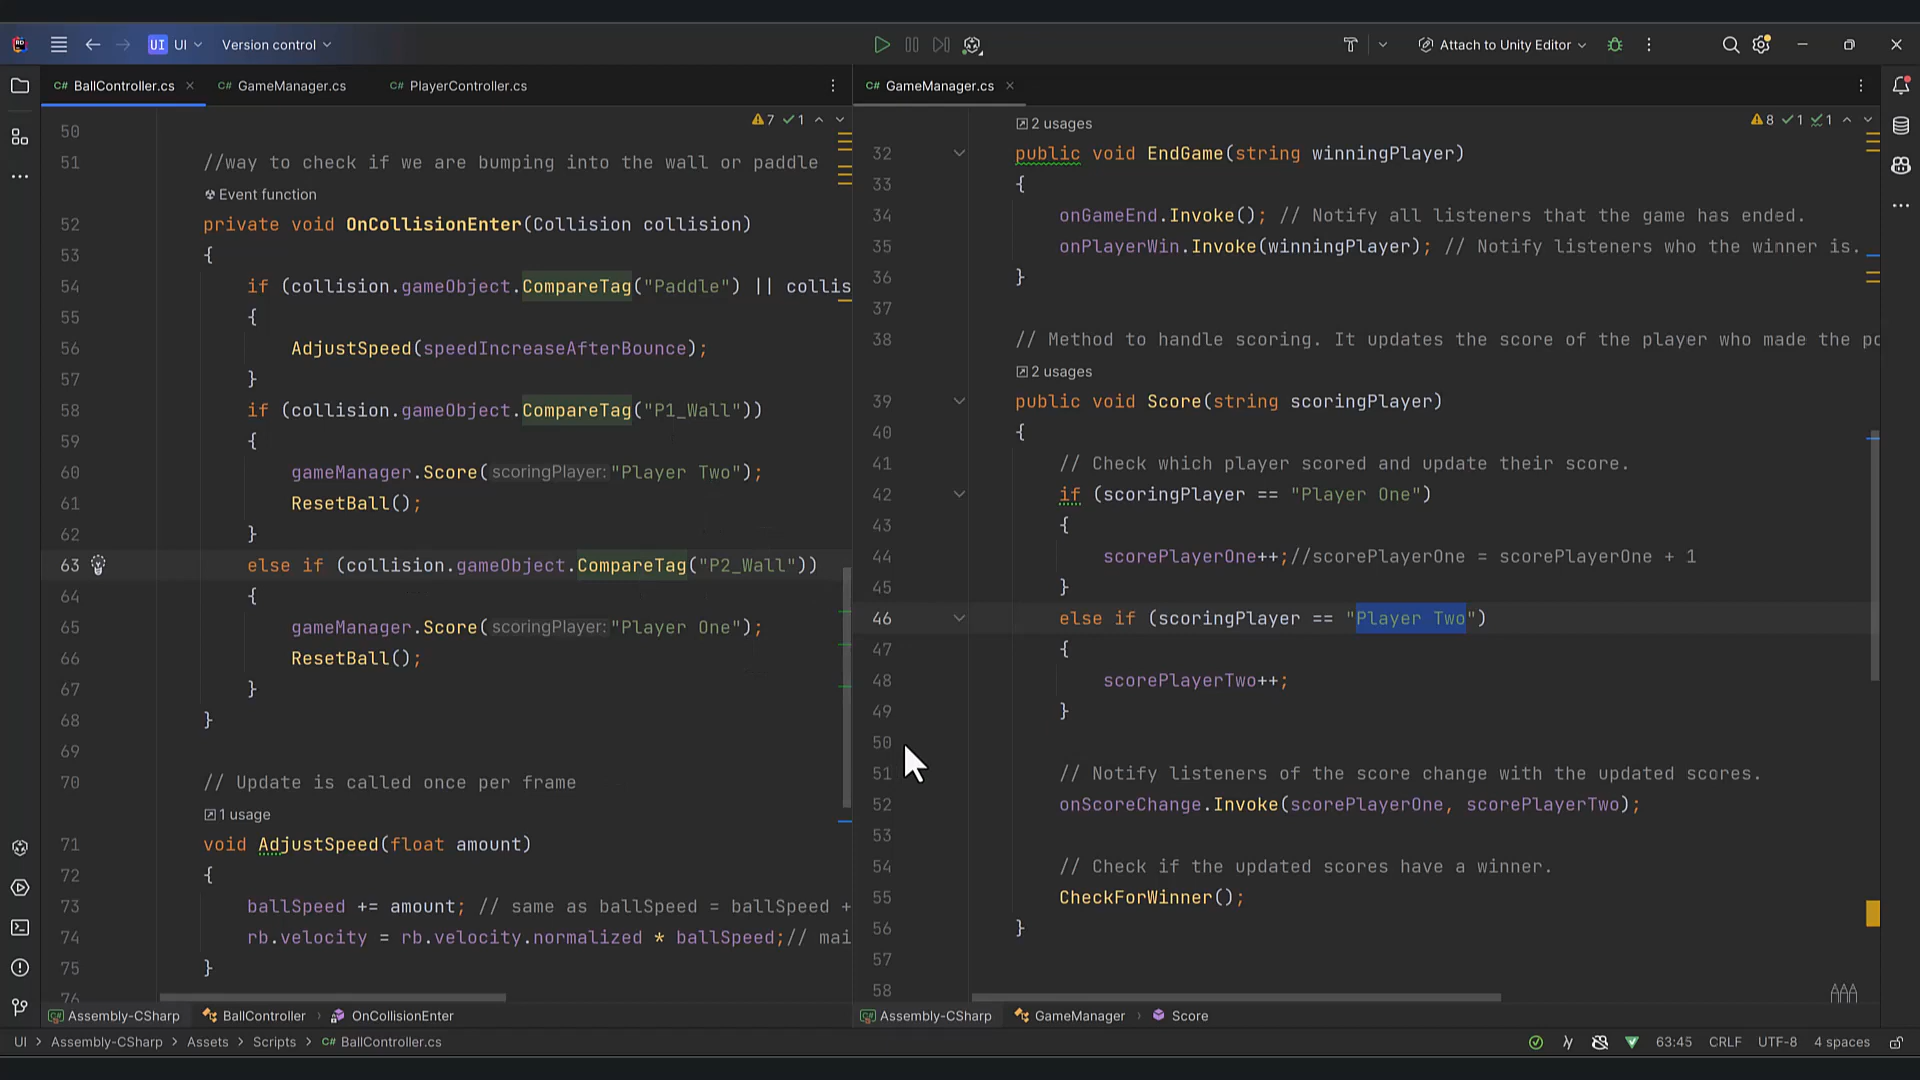 UI UI Version control Attach to Unity Editor
BallController.cs GameManager.cs PlayerController.cs
50
51 //way to check if we are bumping into the wall or paddle
Event function
52 private void OnCollisionEnter(Collision collision)
53 {
54 if (collision.gameObject.CompareTag("Paddle") || collis
55 {
56 AdjustSpeed(speedIncreaseAfterBounce);
57 }
58 if (collision.gameObject.CompareTag("P1_Wall"))
59 {
60 gameManager.Score(scoringPlayer:"Player Two");
61 ResetBall();
62 }
63 else if (collision.gameObject.CompareTag("P2_Wall"))
64 {
65 gameManager.Score(scoringPlayer:"Player One");
66 ResetBall();
67 }
68 }
69
70 // Update is called once per frame
1 usage
71 void AdjustSpeed(float amount)
72 {
73 ballSpeed += amount; // same as ballSpeed = ballSpeed +
74 rb.velocity = rb.velocity.normalized * ballSpeed;// mai
75 }
76
7 1
Assembly-CSharp BallController OnCollisionEnter
GameManager.cs
8 1 1
2 usages
32 public void EndGame(string winningPlayer)
33 {
34 onGameEnd.Invoke(); // Notify all listeners that the game has ended.
35 onPlayerWin.Invoke(winningPlayer); // Notify listeners who the winner is.
36 }
37
38 // Method to handle scoring. It updates the score of the player who made the po
2 usages
39 public void Score(string scoringPlayer)
40 {
41 // Check which player scored and update their score.
42 if (scoringPlayer == "Player One")
43 {
44 scorePlayerOne++;//scorePlayerOne = scorePlayerOne + 1
45 }
46 else if (scoringPlayer == "Player Two")
47 {
48 scorePlayerTwo++;
49 }
50
51 // Notify listeners of the score change with the updated scores.
52 onScoreChange.Invoke(scorePlayerOne, scorePlayerTwo);
53
54 // Check if the updated scores have a winner.
55 CheckForWinner();
56 }
57
58
Assembly-CSharp GameManager Score
UI > Assembly-CSharp > Assets > Scripts > C# BallController.cs 63:45 CRLF UTF-8 4 spaces